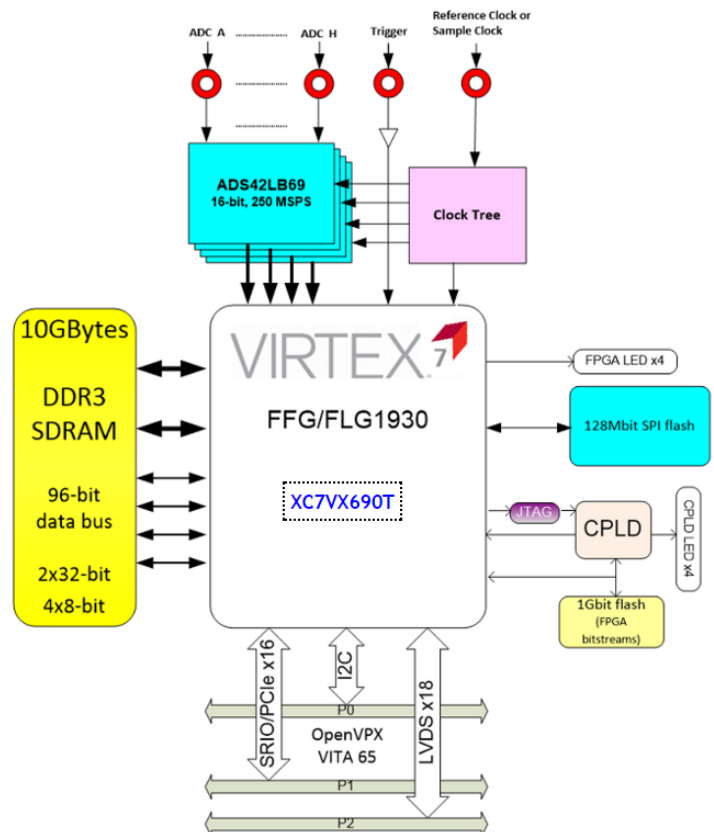 Reference Clock or
Sample Clock
ADC A ................... ADC H
Trigger
...................
...................
ADS42LB69
16-bit, 250 MSPS
Clock Tree
10GBytes
DDR3
SDRAM
96-bit
data bus
2x32-bit
4x8-bit
VIRTEX 7
FFG/FLG1930
XC7VX690T
FPGA LED x4
128Mbit SPI flash
JTAG
CPLD
CPLD LED x4
1Gbit flash
(FPGA
bitstreams)
SRIO/PCIe x16
I2C
LVDS x18
P0
OpenVPX
VITA 65
P1
P2